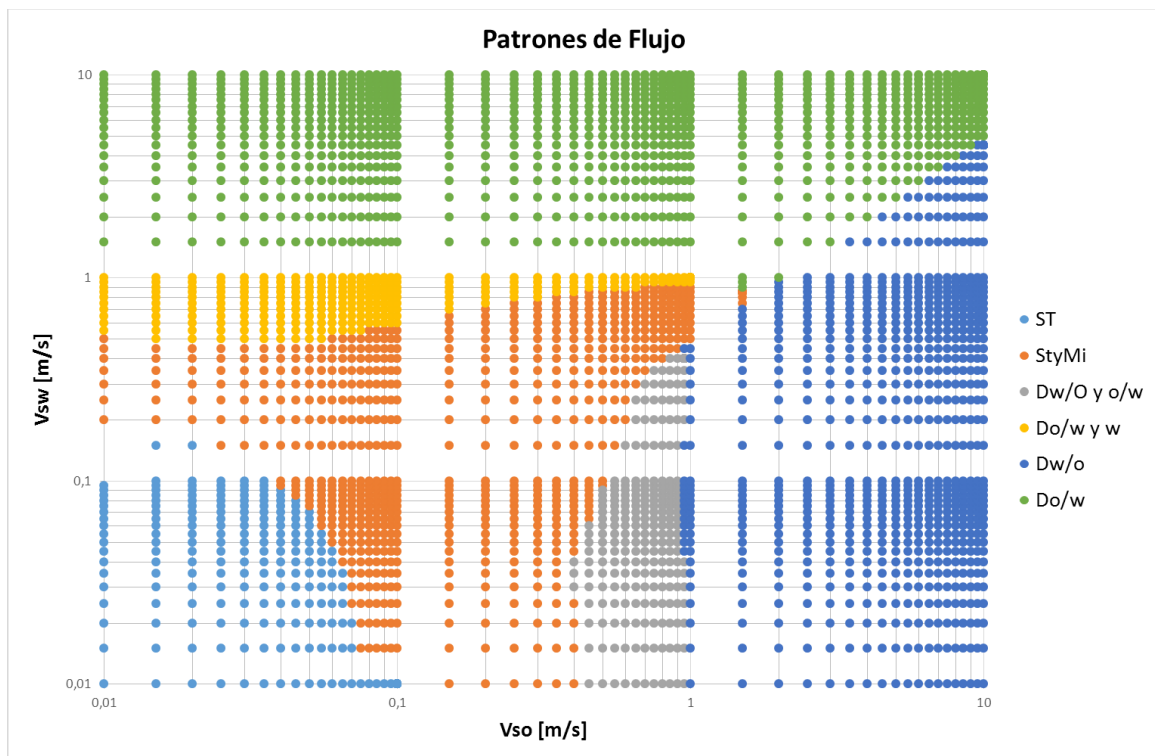 Patrones de Flujo
10
1
0,1
0,01
Vsw [m/s]
0,01
0,1
1
10
Vso [m/s]
ST
StyMi
Dw/O y o/w
Do/w y w
Dw/o
Do/w